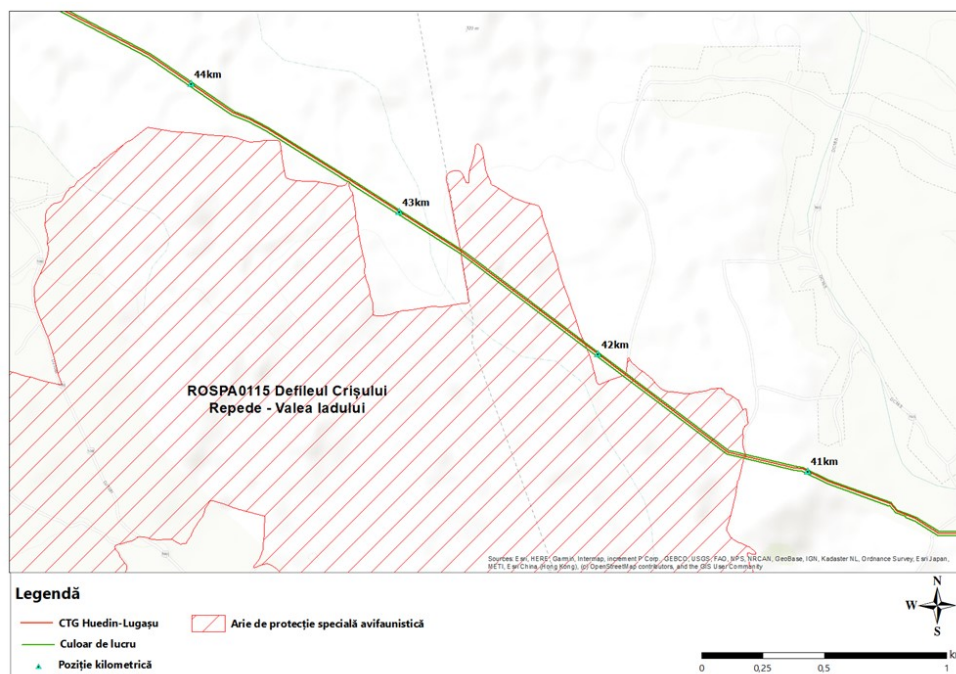 44km
43km
42km
41km
ROSPA0115 Defileul Crișului
Repede - Valea Iadului
Sources: Esri, HERE, Garmin, Intermap, increment P Corp., GEBCO, USGS, FAO, NPS, NRCAN, GeoBase, IGN, Kadaster NL, Ordnance Survey, Esri Japan,
METI, Esri China (Hong Kong), (c) OpenStreetMap contributors, and the GIS User Community
Legendă
CTG Huedin-Lugașu
Arie de protecție specială avifaunistică
Culoar de lucru
Poziție kilometrică
N
W
E
S
km
0
0,25
0,5
1